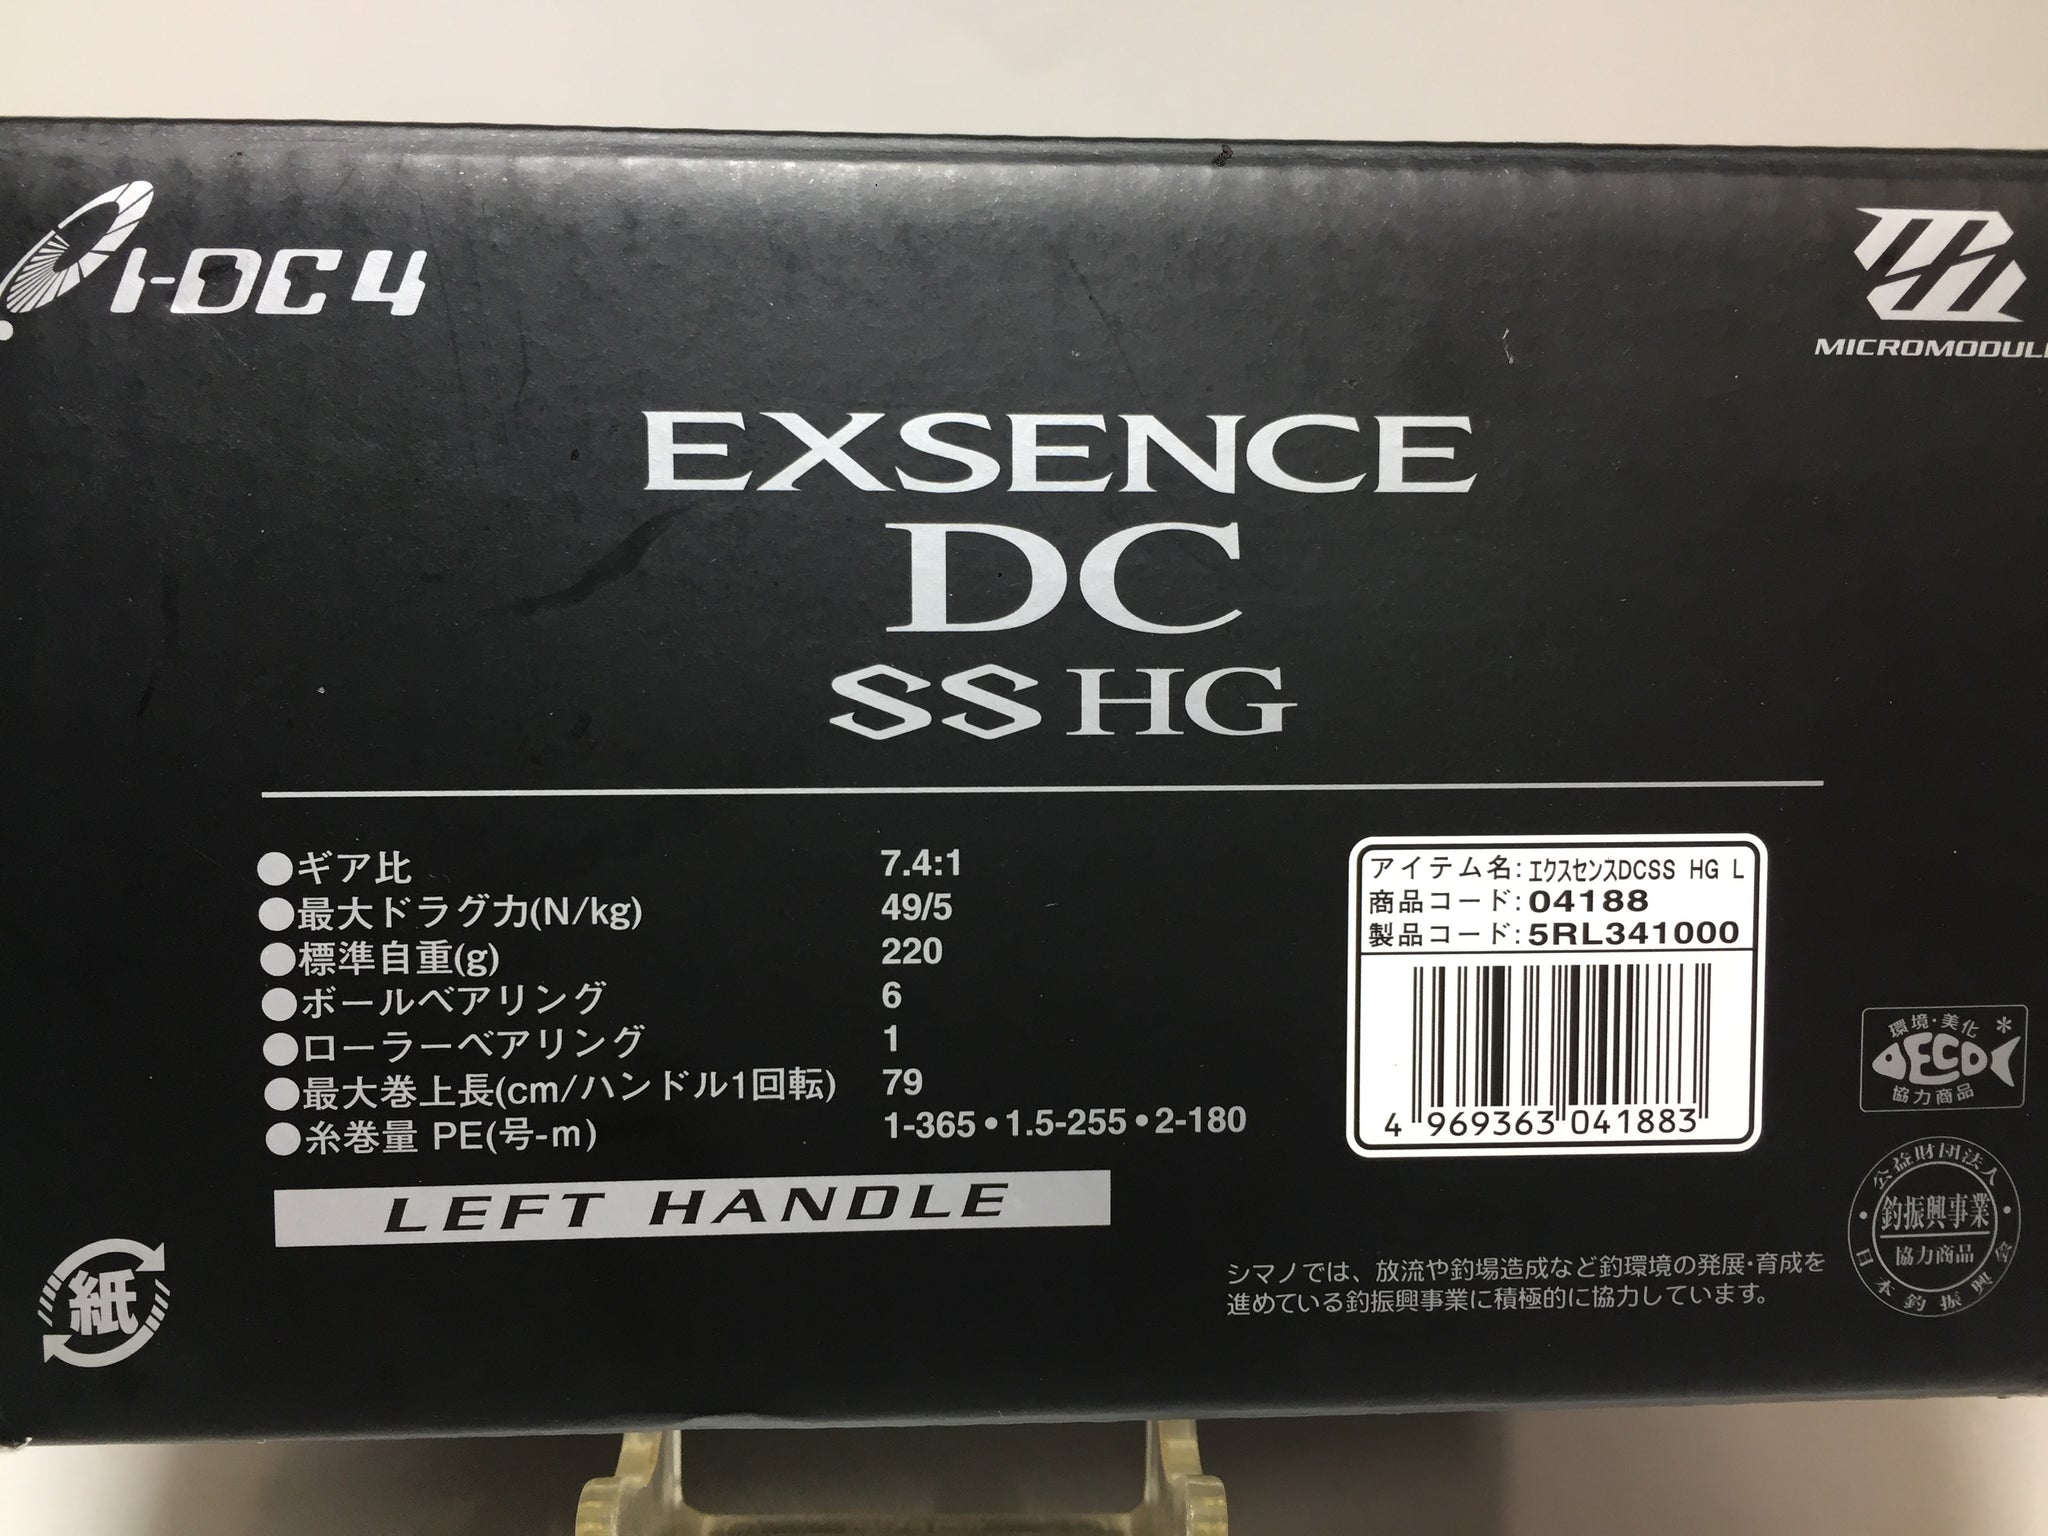 I-DC4
MICROMODULE
EXSENCE
DC
SS HG
●ギア比 7.4:1
●最大ドラグ力(N/kg) 49/5
●標準自重(g) 220
●ボールベアリング 6
●ローラーベアリング 1
●最大巻上長(cm/ハンドル1回転) 79
●糸巻量 PE(号-m) 1-365•1.5-255•2-180
LEFT HANDLE
アイテム名:エクスセンスDCSS HG L
商品コード:04188
製品コード:5RL341000
4 969363 041883
環境・美化
ECO
協力商品
公益財団法人
釣振興事業
協力商品
日本釣振興会
紙
シマノでは、放流や釣場造成など釣環境の発展・育成を
進めている釣振興事業に積極的に協力しています。